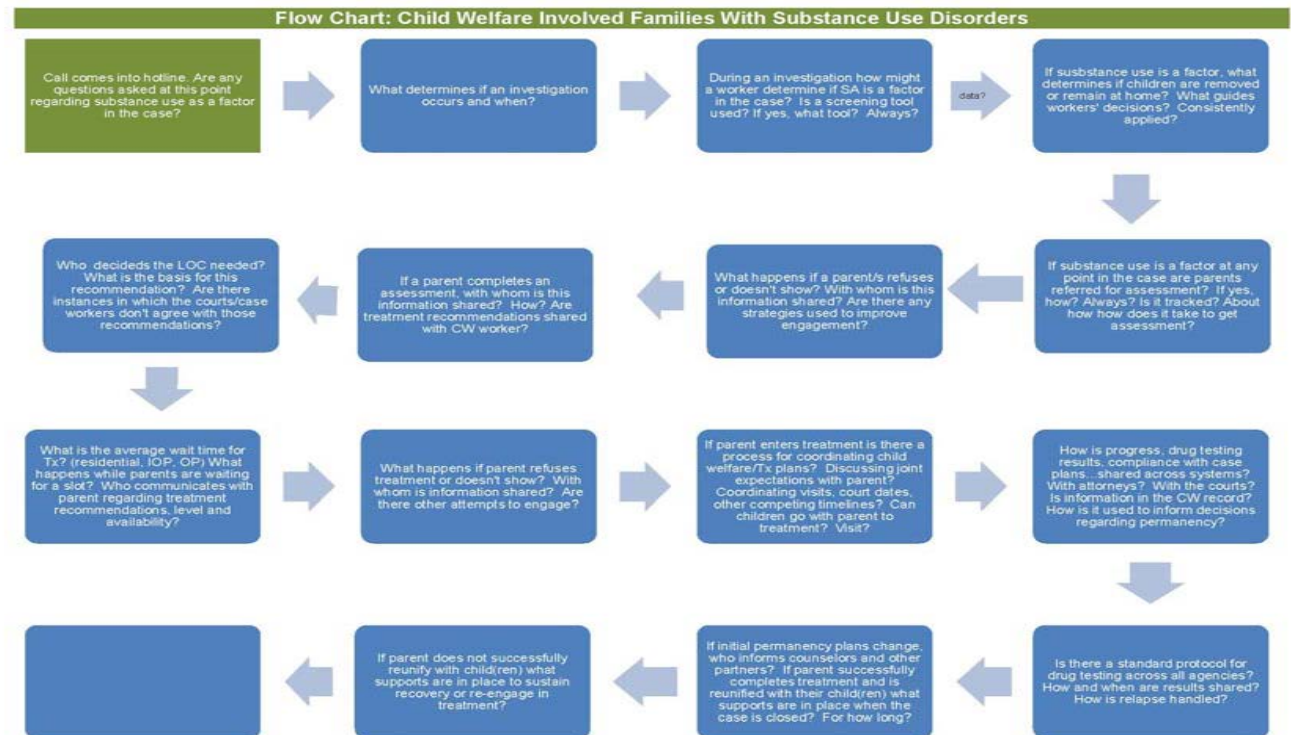 Flow Chart: Child Welfare Involved Families With Substance Use Disorders
Call comes into hotline. Are any
questions asked at this point
regarding substance use as a factor
in the case?
What determines if an investigation
occurs and when?
During an investigation how might
a worker determine if SA is a factor
in the case? Is a screening tool
used? If yes, what tool? Always?
data?
If susbstance use is a factor, what
determines if children are removed
or remain at home? What guides
workers' decisions? Consistently
applied?
If substance use is a factor at any
point in the case are parents
referred for assessment? If yes,
how? Always? Is it tracked? About
how how does it take to get
assessment?
What happens if a parent/s refuses
or doesn't show? With whom is this
information shared? Are there any
strategies used to improve
engagement?
If a parent completes an
assessment, with whom is this
information shared? How? Are
treatment recommendations shared
with CW worker?
Who decideds the LOC needed?
What is the basis for this
recommendation? Are there
instances in which the courts/case
workers don't agree with those
recommendations?
What is the average wait time for
Tx? (residential, IOP, OP) What
happens while parents are waiting
for a slot? Who communicates with
parent regarding treatment
recommendations, level and
availability?
What happens if parent refuses
treatment or doesn't show? With
whom is information shared? Are
there other attempts to engage?
If parent enters treatment is there a
process for coordinating child
welfare/Tx plans? Discussing joint
expectations with parent?
Coordinating visits, court dates,
other competing timelines? Can
children go with parent to
treatment? Visit?
How is progress, drug testing
results, compliance with case
plans...shared across systems?
With attorneys? With the courts?
Is information in the CW record?
How is it used to inform decisions
regarding permanency?
Is there a standard protocol for
drug testing across all agencies?
How and when are results shared?
How is relapse handled?
If initial permanency plans change,
who informs counselors and other
partners? If parent successfully
completes treatment and is
reunified with their child(ren) what
supports are in place when the
case is closed? For how long?
If parent does not successfully
reunify with child(ren) what
supports are in place to sustain
recovery or re-engage in
treatment?